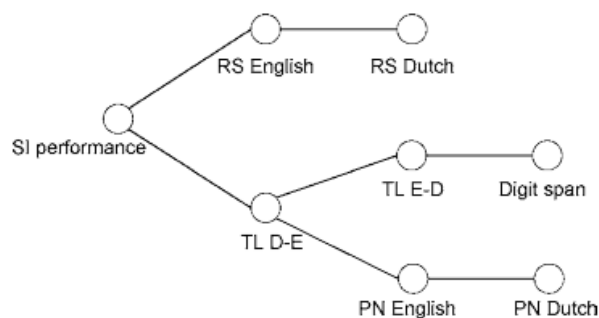 RS English
RS Dutch
SI performance
TL E-D
Digit span
TL D-E
PN English
PN Dutch